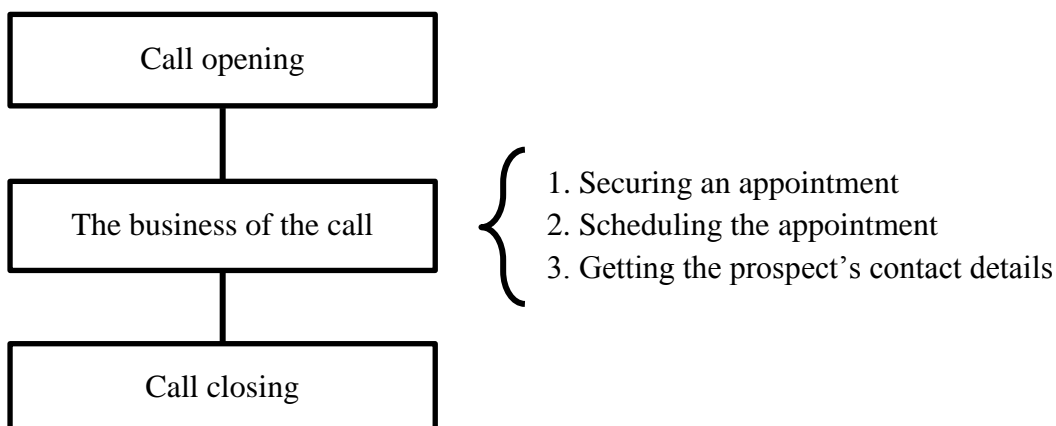 Call opening
The business of the call
1. Securing an appointment
2. Scheduling the appointment
3. Getting the prospect’s contact details
Call closing